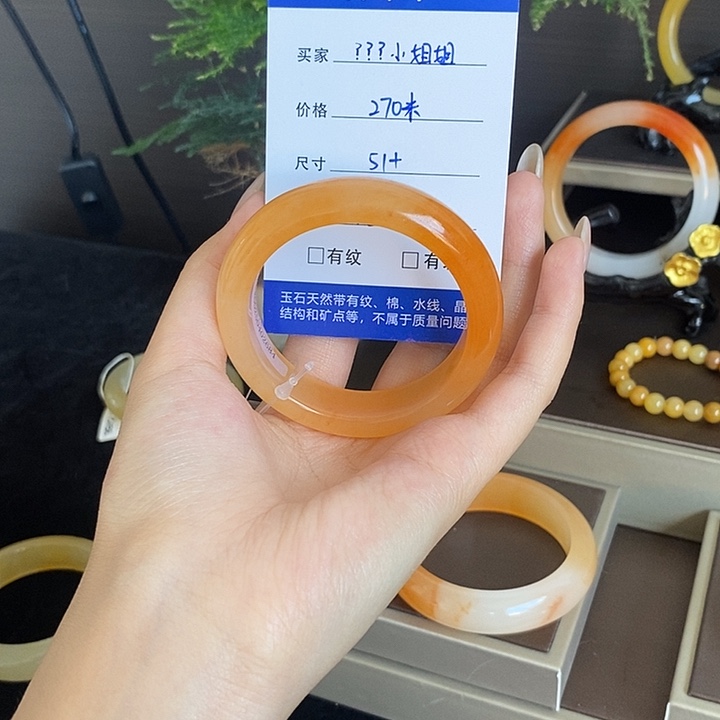 买家 ???小姐姐
价格 270米
尺寸 51+
□有纹 □有
玉石天然带有纹、棉、水线、晶
结构和矿点等，不属于质量问题